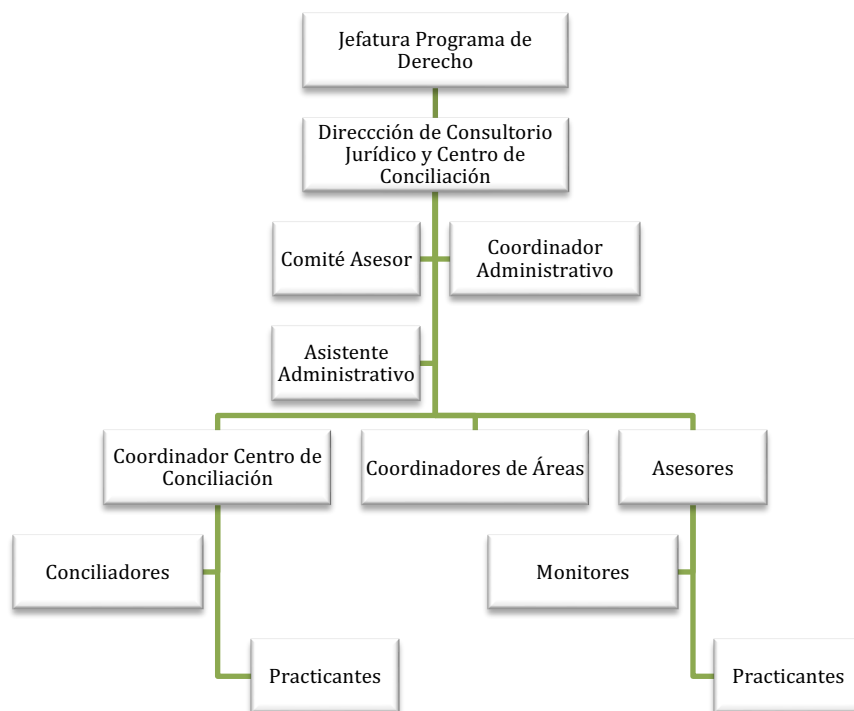 Jefatura Programa de
Derecho
Direccción de Consultorio
Jurídico y Centro de
Conciliación
Comité Asesor
Coordinador
Administrativo
Asistente
Administrativo
Coordinador Centro de
Conciliación
Coordinadores de Áreas
Asesores
Conciliadores
Monitores
Practicantes
Practicantes